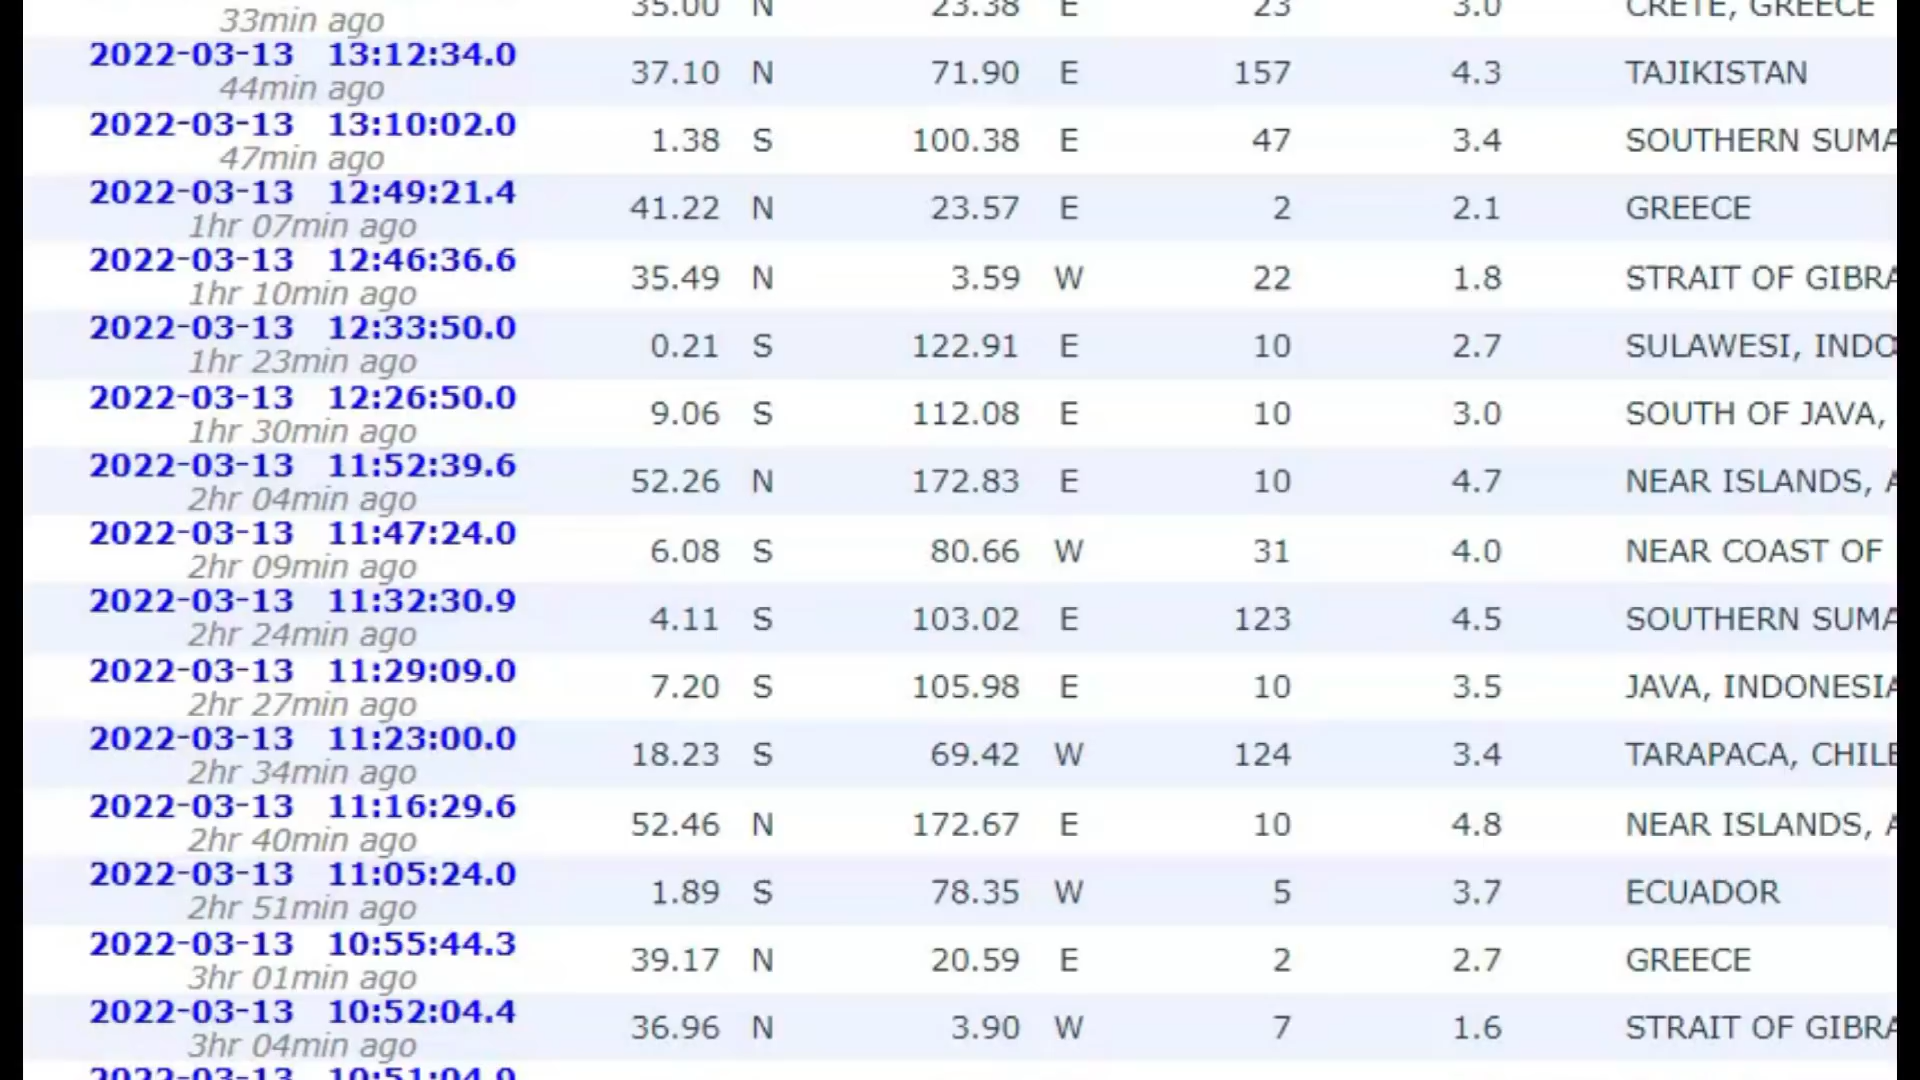 33min ago 35.00 N 23.38 E 23 3.0 CRETE, GREECE
2022-03-13 13:12:34.0
44min ago 37.10 N 71.90 E 157 4.3 TAJIKISTAN
2022-03-13 13:10:02.0
47min ago 1.38 S 100.38 E 47 3.4 SOUTHERN SUMA
2022-03-13 12:49:21.4
1hr 07min ago 41.22 N 23.57 E 2 2.1 GREECE
2022-03-13 12:46:36.6
1hr 10min ago 35.49 N 3.59 W 22 1.8 STRAIT OF GIBRA
2022-03-13 12:33:50.0
1hr 23min ago 0.21 S 122.91 E 10 2.7 SULAWESI, INDO
2022-03-13 12:26:50.0
1hr 30min ago 9.06 S 112.08 E 10 3.0 SOUTH OF JAVA,
2022-03-13 11:52:39.6
2hr 04min ago 52.26 N 172.83 E 10 4.7 NEAR ISLANDS, A
2022-03-13 11:47:24.0
2hr 09min ago 6.08 S 80.66 W 31 4.0 NEAR COAST OF
2022-03-13 11:32:30.9
2hr 24min ago 4.11 S 103.02 E 123 4.5 SOUTHERN SUMA
2022-03-13 11:29:09.0
2hr 27min ago 7.20 S 105.98 E 10 3.5 JAVA, INDONESIA
2022-03-13 11:23:00.0
2hr 34min ago 18.23 S 69.42 W 124 3.4 TARAPACA, CHILE
2022-03-13 11:16:29.6
2hr 40min ago 52.46 N 172.67 E 10 4.8 NEAR ISLANDS, A
2022-03-13 11:05:24.0
2hr 51min ago 1.89 S 78.35 W 5 3.7 ECUADOR
2022-03-13 10:55:44.3
3hr 01min ago 39.17 N 20.59 E 2 2.7 GREECE
2022-03-13 10:52:04.4
3hr 04min ago 36.96 N 3.90 W 7 1.6 STRAIT OF GIBRA